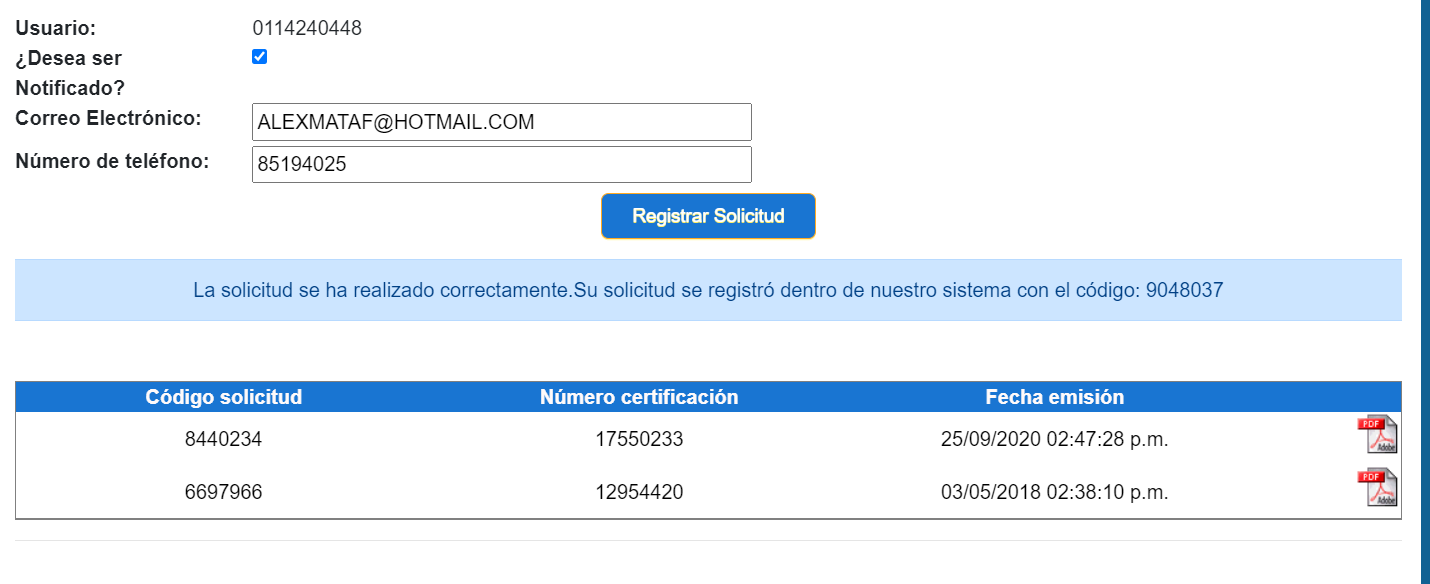 Usuario: 0114240448
¿Desea ser
Notificado?
Correo Electrónico: ALEXMATAF@HOTMAIL.COM
Número de teléfono: 85194025
Registrar Solicitud
La solicitud se ha realizado correctamente.Su solicitud se registró dentro de nuestro sistema con el código: 9048037
Código solicitud Número certificación Fecha emisión
8440234 17550233 25/09/2020 02:47:28 p.m. PDF Adobe
6697966 12954420 03/05/2018 02:38:10 p.m. PDF Adobe